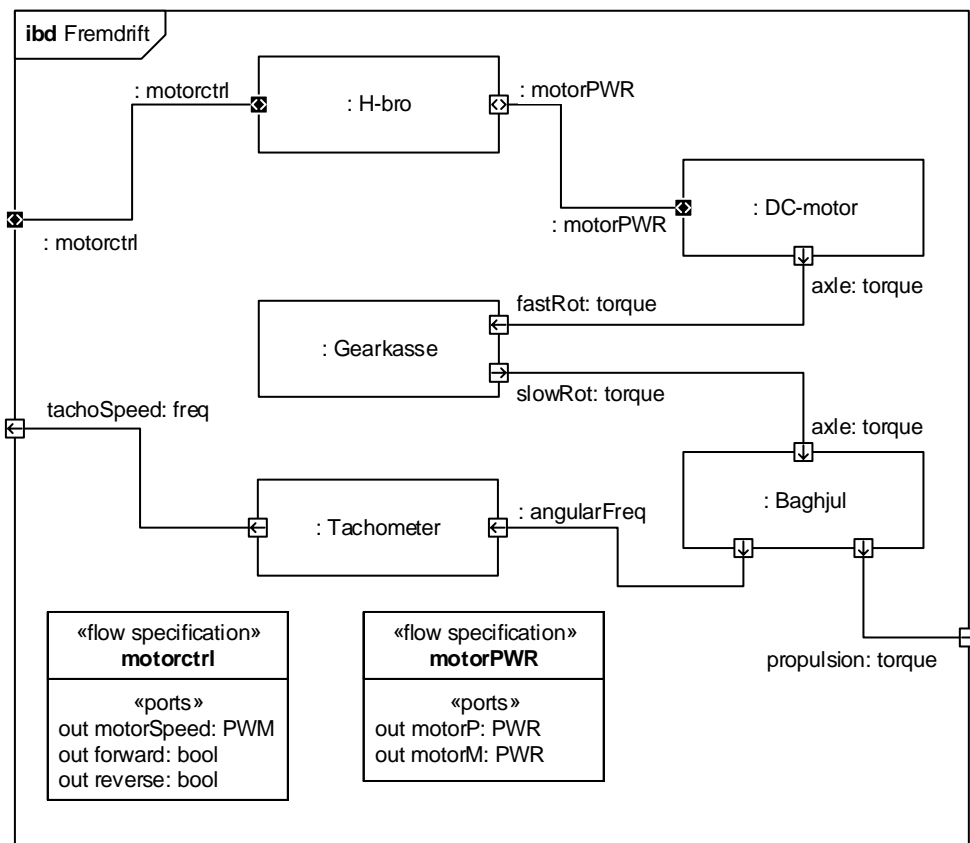 ibd Fremdrift
: motorctrl
: H-bro
: motorPWR
: motorctrl
: motorPWR
: DC-motor
axle: torque
fastRot: torque
: Gearkasse
slowRot: torque
tachoSpeed: freq
axle: torque
: Tachometer
: angularFreq
: Baghjul
propulsion: torque
«flow specification»
motorctrl
«ports»
out motorSpeed: PWM
out forward: bool
out reverse: bool
«flow specification»
motorPWR
«ports»
out motorP: PWR
out motorM: PWR